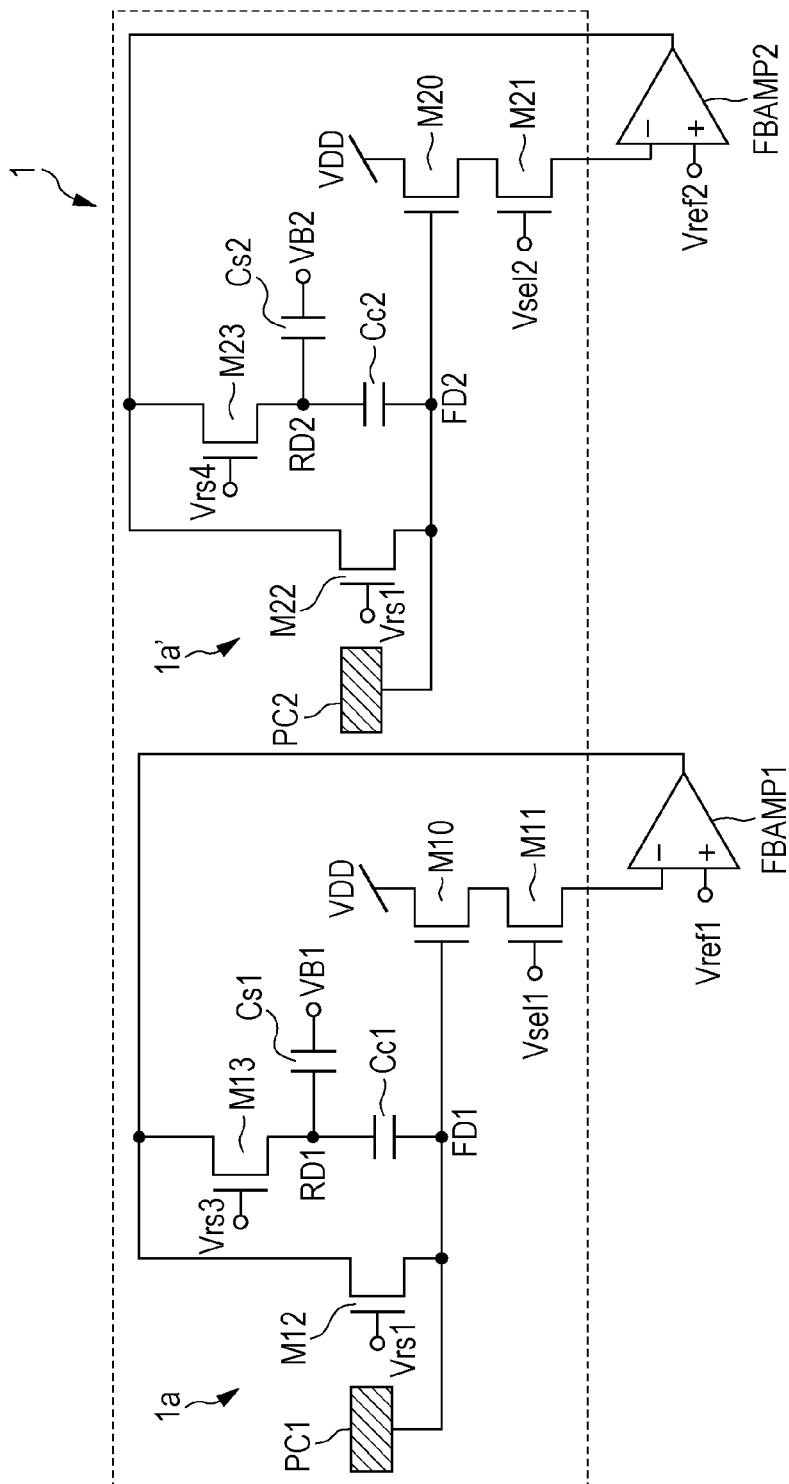 1
1a
PC1
M12
Vrs1
Vrs3
M13
RD1
Cs1
VB1
Cc1
FD1
VDD
M10
M11
Vsel1
Vref1
−
+
FBAMP1
1a'
PC2
M22
Vrs1
Vrs4
M23
RD2
Cs2
VB2
Cc2
FD2
VDD
M20
M21
Vsel2
Vref2
−
+
FBAMP2